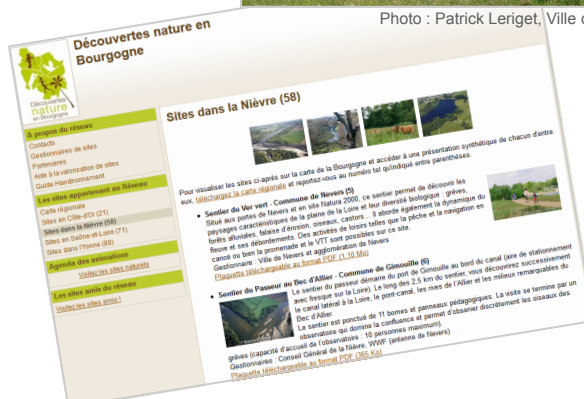 Photo : Patrick Leriget, Ville d
Découvertes nature en
Bourgogne
Découvertes
nature
en Bourgogne
A propos du réseau
Contacts
Gestionnaires de sites
Partenaires
Aide à la valorisation de sites
Guide Handironnement
Les sites appartenant au Réseau
Carte régionale
Sites en Côte-d'Or (21)
Sites dans la Nièvre (58)
Sites en Saône-et-Loire (71)
Sites dans l'Yonne (89)
Agenda des animations
Visitez les sites naturels
Les sites amis du réseau
Visitez les sites amis !
Sites dans la Nièvre (58)
Pour visualiser les sites ci-après sur la carte de la Bourgogne et accéder à une présentation synthétique de chacun d'entre
eux, téléchargez la carte régionale et reportez-vous au numéro tel qu'indiqué entre parenthèses.
• Sentier du Ver vert - Commune de Nevers (5)
Situé aux portes de Nevers et en site Natura 2000, ce sentier permet de découvrir les
paysages caractéristiques de la plaine de la Loire et leur diversité biologique : grèves,
forêts alluviales, falaise d'érosion, oiseaux, castors... Il aborde également la dynamique du
fleuve et ses débordements. Des activités de loisirs telles que la pêche et la navigation en
canoë ou bien la promenade et le VTT sont possibles sur ce site.
Gestionnaire : Ville de Nevers et agglomération de Nevers
Plaquette téléchargeable au format PDF (1,10 Mo)
• Sentier du Passeur au Bec d'Allier - Commune de Gimouille (6)
Le sentier du passeur démarre du port de Gimouille au bord du canal (aire de stationnement
avec fresque sur la Loire). Le long des 2,5 km du sentier, vous découvrez successivement
le canal latéral à la Loire, le pont-canal, les rives de l'Allier et les milieux remarquables du
Bec d'Allier.
Le sentier est ponctué de 11 bornes et panneaux pédagogiques. La visite se termine par un
observatoire qui domine la confluence et permet d'observer discrètement les oiseaux des
grèves (capacité d'accueil de l'observatoire : 10 personnes maximum).
Gestionnaires : Conseil Général de la Nièvre, WWF (antenne de Nevers)
Plaquette téléchargeable au format PDF (365 Ko)